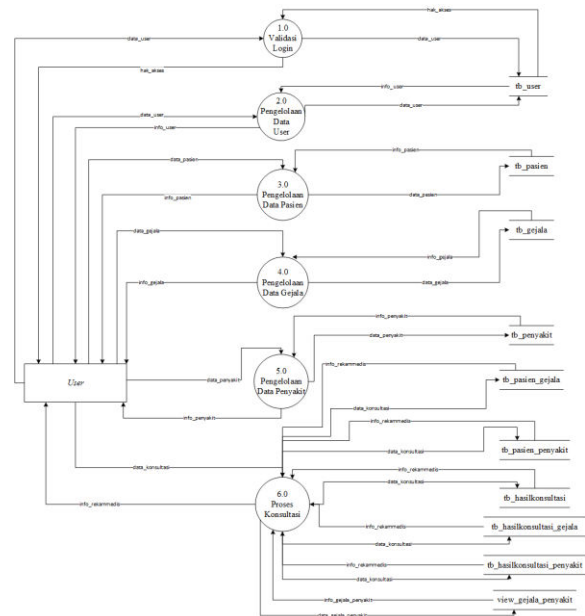 hak_akses
1.0
Validasi
Login
data_user
data_user
hak_akses
tb_user
info_user
2.0
Pengelolaan
Data
User
data_user
info_user
data_user
info_pasien
3.0
Pengelolaan
Data Pasien
data_pasien
info_pasien
data_pasien
tb_pasien
data_gejala
tb_gejala
info_gejala
4.0
Pengelolaan
Data Gejala
info_gejala
data_gejala
info_penyakit
tb_penyakit
data_penyakit
5.0
Pengelolaan
Data Penyakit
data_penyakit
info_penyakit
User
info_rekammedis
tb_pasien_gejala
data_konsultasi
info_rekammedis
tb_pasien_penyakit
data_konsultasi
data_konsultasi
info_rekammedis
data_konsultasi
tb_hasilkonsultasi
6.0
Proses
Konsultasi
info_rekammedis
info_rekammedis
tb_hasilkonsultasi_gejala
data_konsultasi
info_rekammedis
tb_hasilkonsultasi_penyakit
data_konsultasi
info_gejala_penyakit
view_gejala_penyakit
data_gejala_penyakit